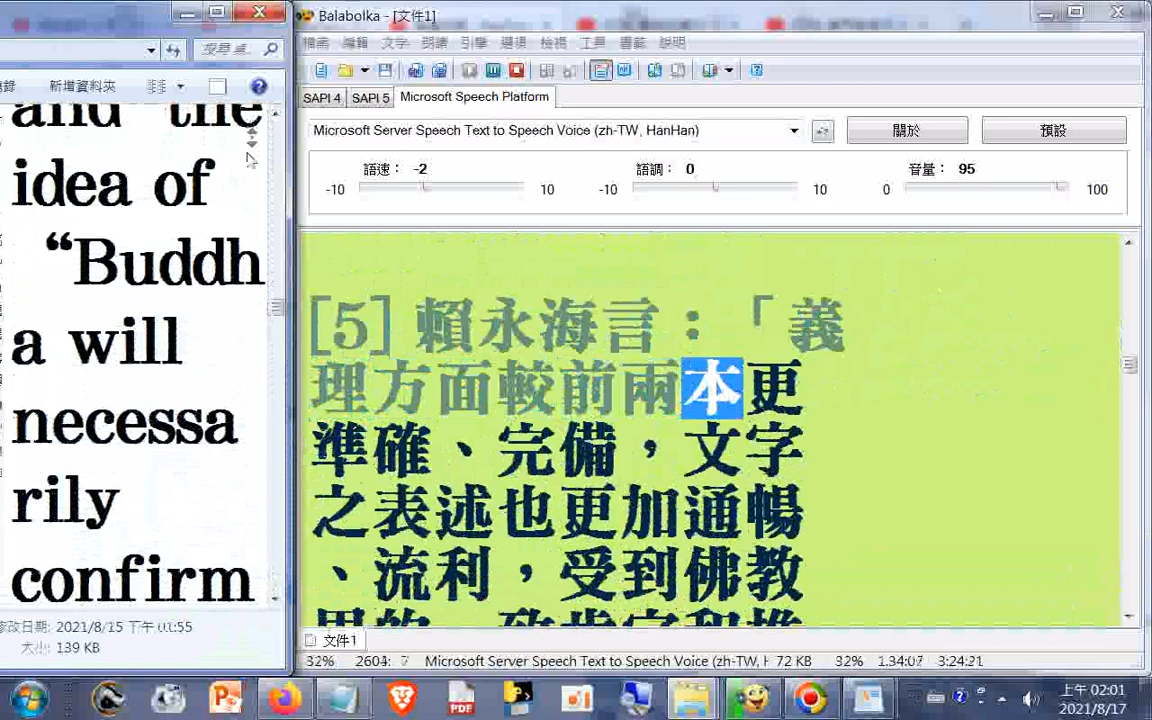 搜尋桌...
新增資料夾
and the
idea of
“Buddh
a will
necessa
rily
confirm
修改日期: 2021/8/15 下午 01:55
大小: 139 KB
Balabolka - [文件1]
檔案 編輯 文字 朗讀 引擎 選項 檢視 工具 書籤 說明
SAPI 4 SAPI 5 Microsoft Speech Platform
Microsoft Server Speech Text to Speech Voice (zh-TW, HanHan)
關於 預設
語速： -2 語調： 0 音量： 95
-10 10 -10 10 0 100
[5] 賴永海言：「義
理方面較前兩本更
準確、完備，文字
之表述也更加通暢
、流利，受到佛教
文件1
32% 2604: 7 Microsoft Server Speech Text to Speech Voice (zh-TW, H 72 KB 32% 1.34:07 3:24:21
PDF
上午 02:01
2021/8/17